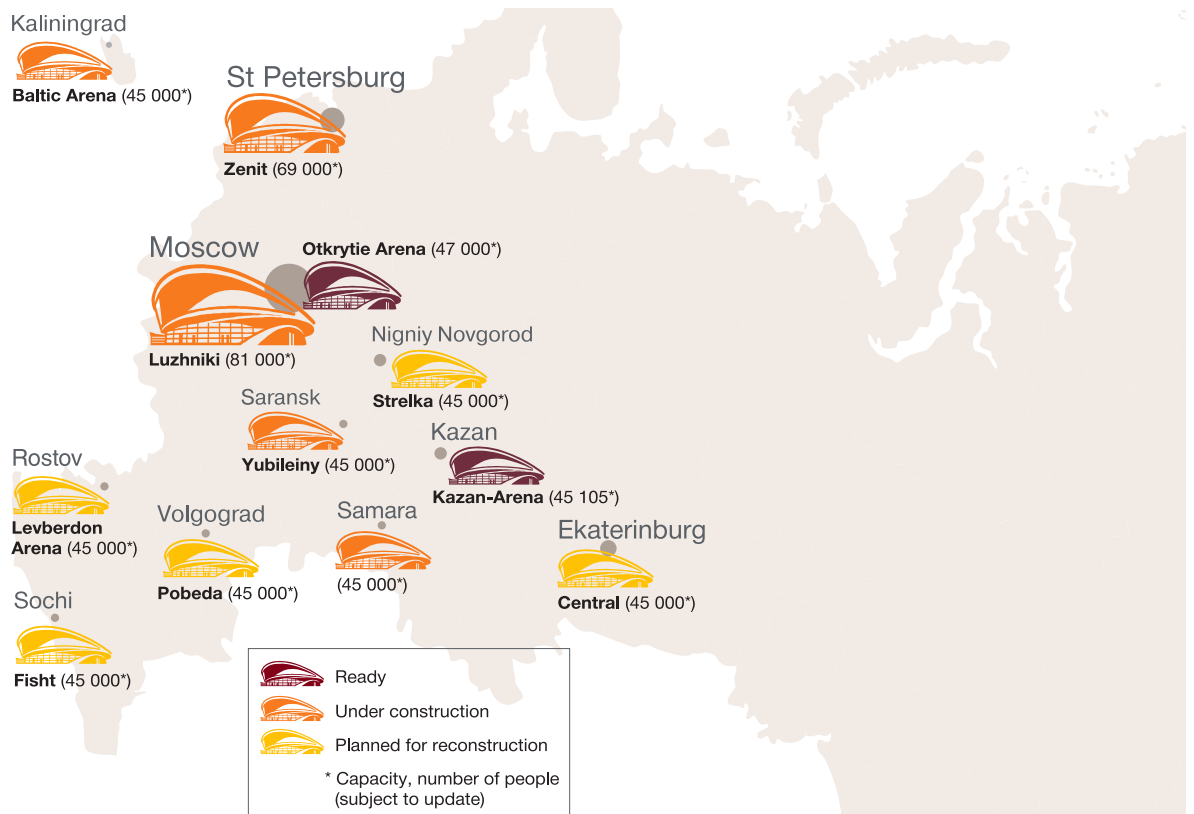 Kaliningrad
Baltic Arena (45 000*)
St Petersburg
Zenit (69 000*)
Moscow
Otkrytie Arena (47 000*)
Luzhniki (81 000*)
Nigniy Novgorod
Strelka (45 000*)
Saransk
Yubileiny (45 000*)
Kazan
Kazan-Arena (45 105*)
Rostov
Levberdon
Arena (45 000*)
Volgograd
Pobeda (45 000*)
Samara
(45 000*)
Ekaterinburg
Central (45 000*)
Sochi
Fisht (45 000*)
Ready
Under construction
Planned for reconstruction
* Capacity, number of people
(subject to update)